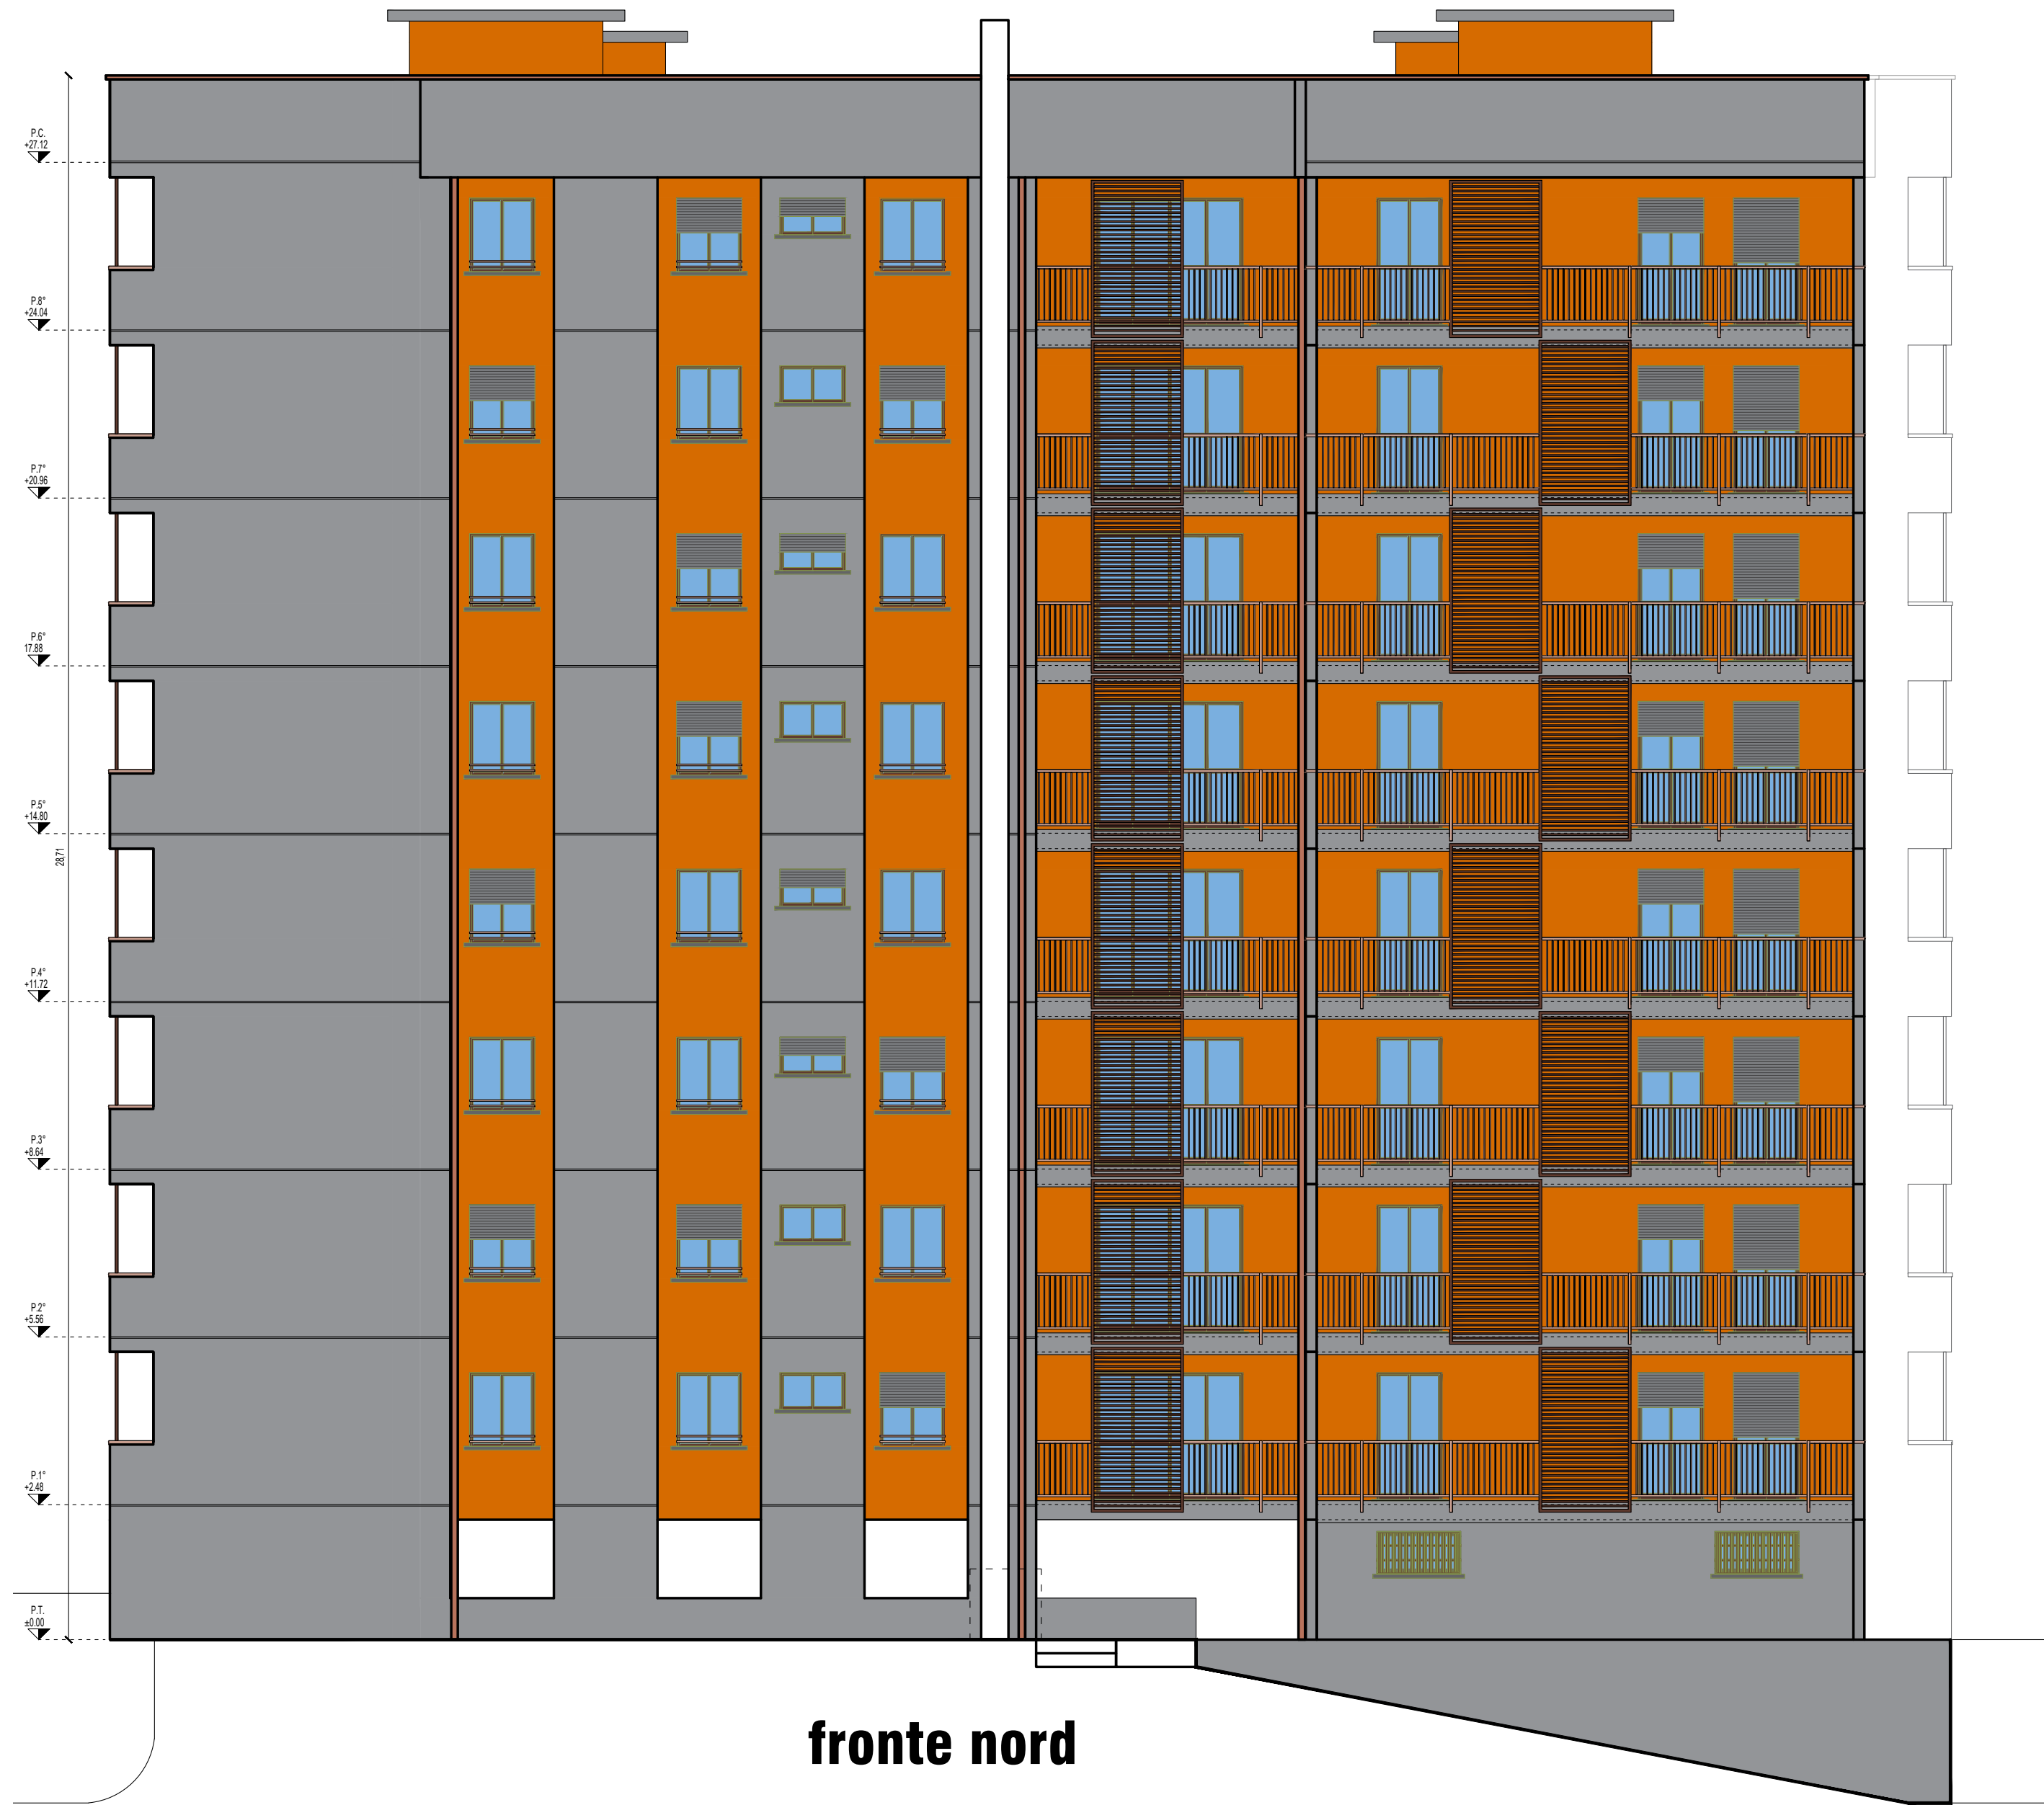 P.C.
+27.12
P.8°
+24.04
P.7°
+20.96
P.6°
17.88
P.5°
+14.80
28,71
P.4°
+11.72
P.3°
+8.64
P.2°
+5.56
P.1°
+2.48
P.T.
±0.00
fronte nord